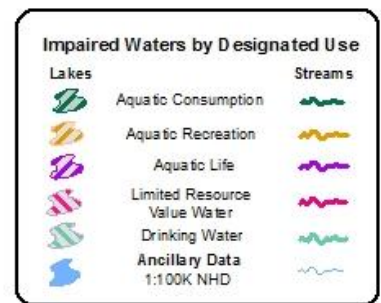 Impaired Waters by Designated Use
Lakes Streams
Aquatic Consumption
Aquatic Recreation
Aquatic Life
Limited Resource
Value Water
Drinking Water
Ancillary Data
1:100K NHD